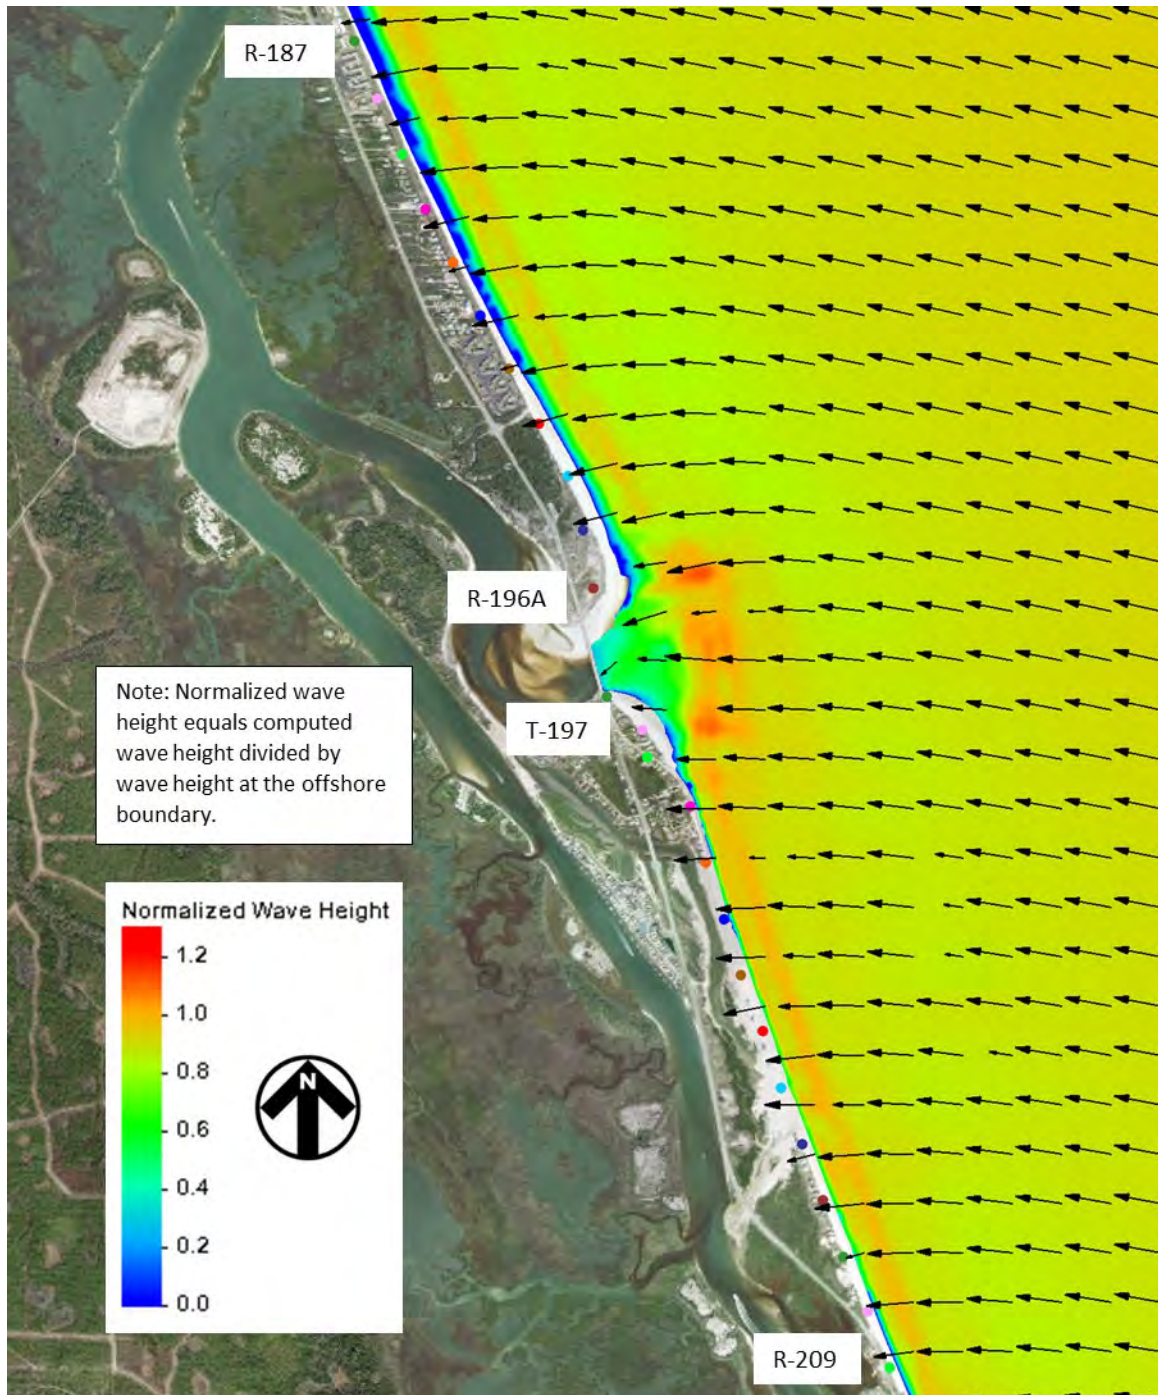 R-187
R-196A
T-197
Note: Normalized wave
height equals computed
wave height divided by
wave height at the offshore
boundary.
Normalized Wave Height
1.2
1.0
0.8
0.6
0.4
0.2
0.0
N
R-209